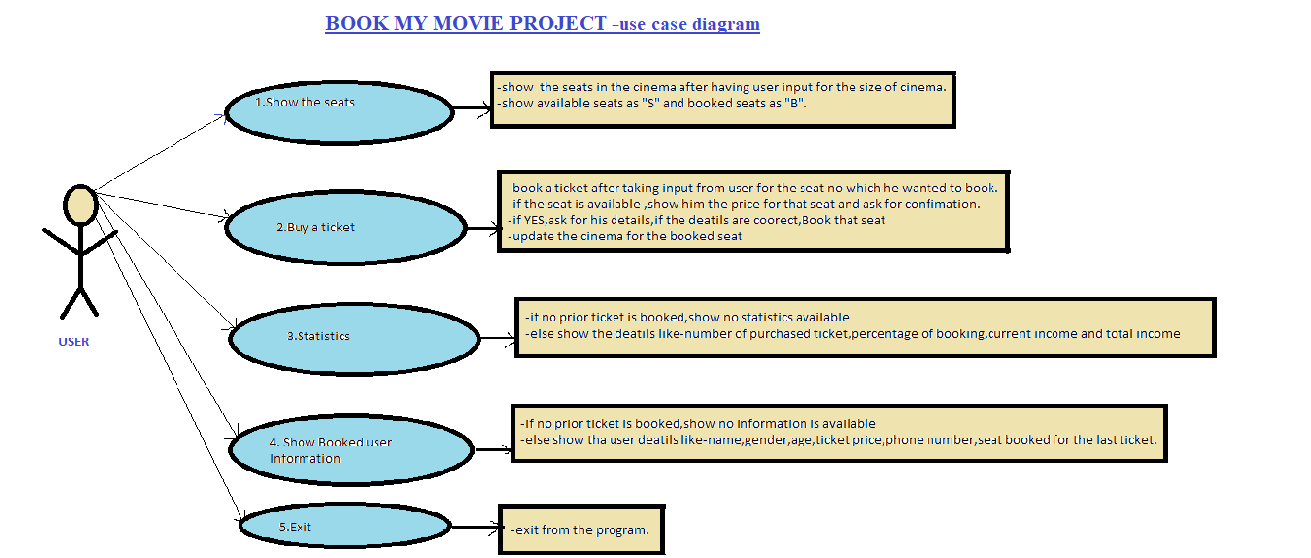 BOOK MY MOVIE PROJECT -use case diagram
1.Show the seats
-show the seats in the cinema after having user input for the size of cinema.
-show available seats as "S" and booked seats as "B".
2.Buy a ticket
book a ticket after taking input from user for the seat no which he wanted to book.
if the seat is available ,show him the price for that seat and ask for confimation.
-if YES,ask for his cetails,if the deatils are coorect,Book that seat
-update the cinema for the booked seat
3.Statistics
-if no prior ticket is booked,show no statistics available
-else show the deatils like-number of purchased ticket,percentage of booking,current income and total income
USER
4. Show Booked user
Information
-if no prior ticket is booked,show no information is available
-else show tha user deatils like-name,gender,age,ticket price,phone number,seat booked for the last ticket.
5.Exit
-exit from the program.